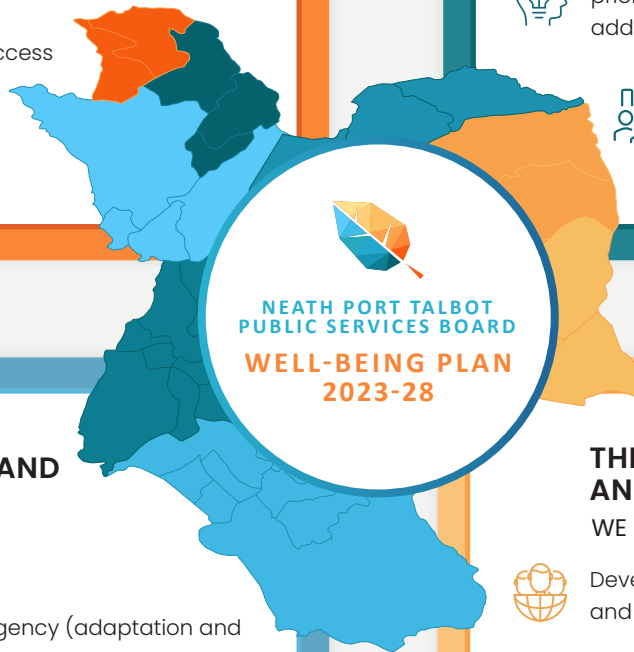 ccess
add
NEATH PORT TALBOT
PUBLIC SERVICES BOARD
WELL-BEING PLAN
2023-28
AND
gency (adaptation and
AN
WE
Deve
and